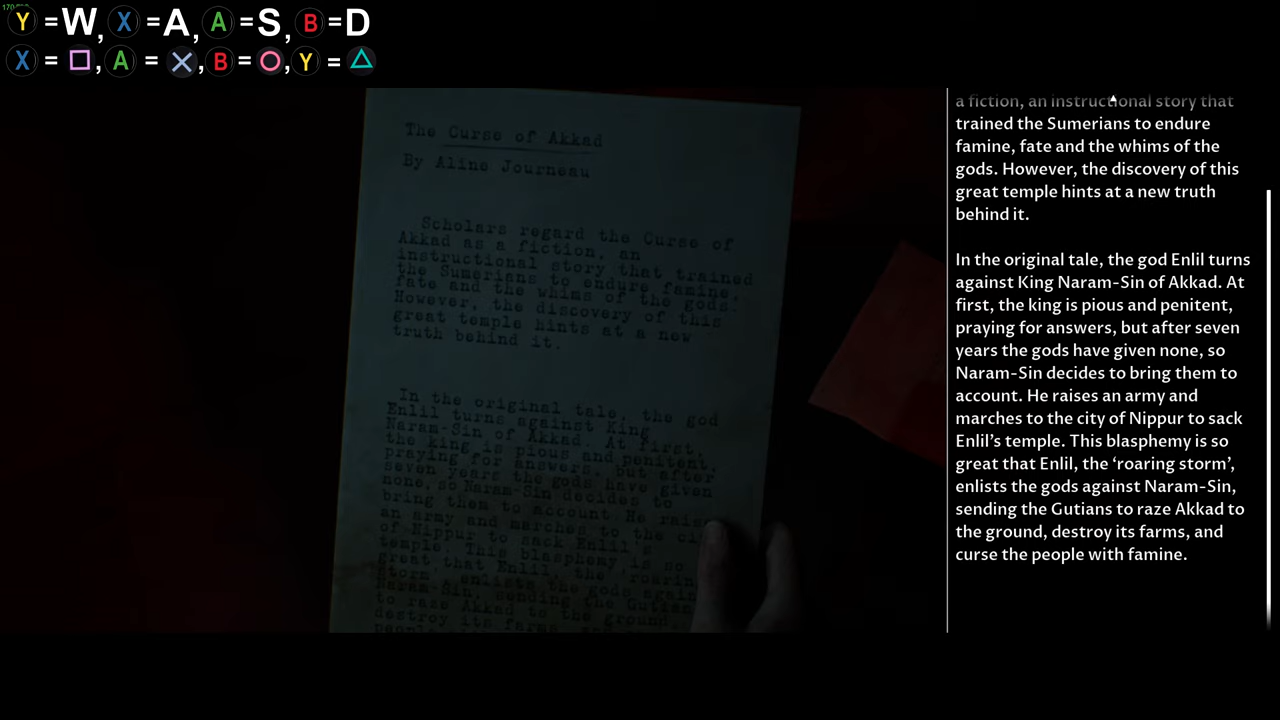 170 FPS
Y = W, X = A, A = S, B = D
X = □, A = ✕, B = ○, Y = △
The Curse of Akkad
By Aline Journeau
Scholars regard the Curse of
Akkad as a fiction, an
instructional story that trained
the Sumerians to endure famine,
fate and the whims of the gods.
However, the discovery of this
great temple hints at a new
truth behind it.
In the original tale, the god
Enlil turns against King
Naram-Sin of Akkad. At first,
the king is pious and penitent,
praying for answers, but after
seven years the gods have given
none, so Naram-Sin decides to
bring them to account He raises
an army and marches to the ci
of Nippur to sack Enlil's
temple. This blasphemy is so
great that Enlil, the 'roaring
storm', enlists the gods again
Naram-Sin, sending the Gutians
to raze Akkad to the ground,
destroy its farms, and
a fiction, an instructional story that
trained the Sumerians to endure
famine, fate and the whims of the
gods. However, the discovery of this
great temple hints at a new truth
behind it.
In the original tale, the god Enlil turns
against King Naram-Sin of Akkad. At
first, the king is pious and penitent,
praying for answers, but after seven
years the gods have given none, so
Naram-Sin decides to bring them to
account. He raises an army and
marches to the city of Nippur to sack
Enlil's temple. This blasphemy is so
great that Enlil, the 'roaring storm',
enlists the gods against Naram-Sin,
sending the Gutians to raze Akkad to
the ground, destroy its farms, and
curse the people with famine.